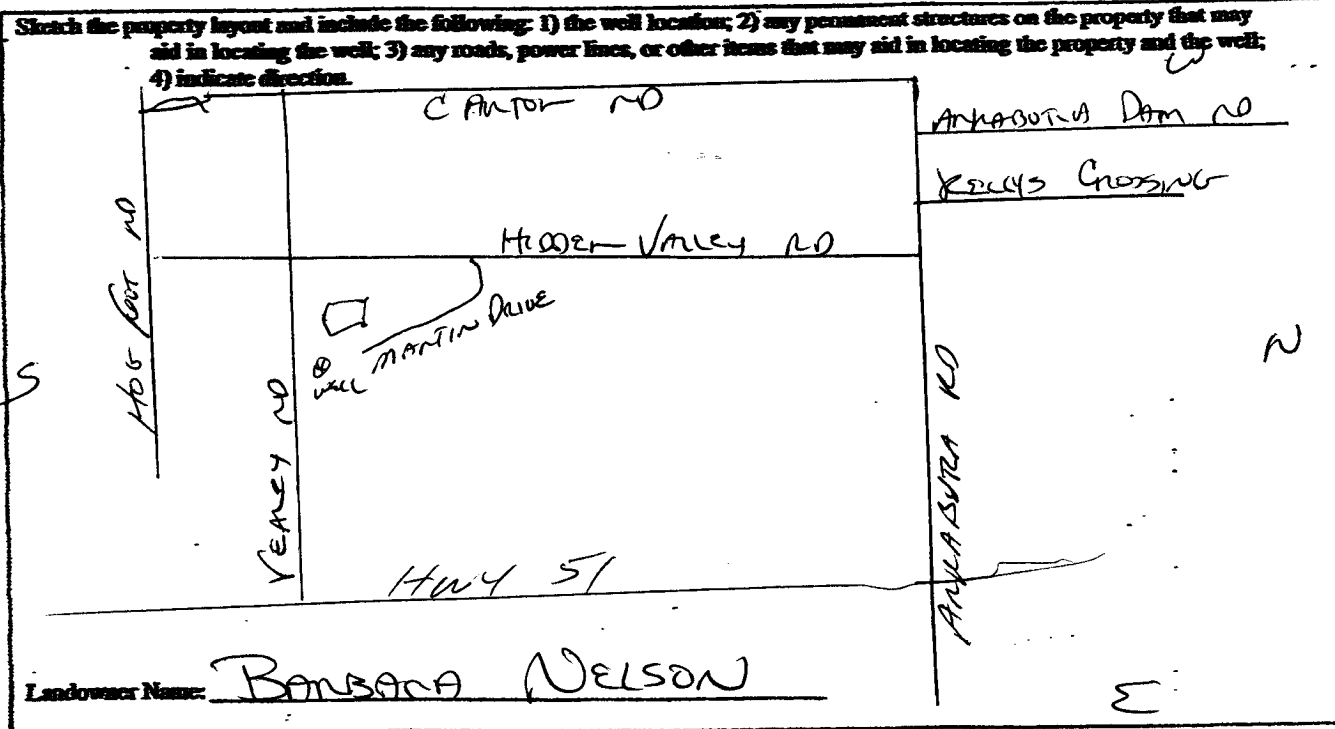 Sketch the property layout and include the following: 1) the well location; 2) any permanent structures on the property that may
aid in locating the well; 3) any roads, power lines, or other items that may aid in locating the property and the well;
4) indicate direction.
W
CANTOR RD
ARKABUTLA DAM RD
KELLYS CROSSING
HOG FOOT RD
HIDDEN VALLEY RD
MARTIN DRIVE
WELL
S
N
VEALEY RD
ARKABUTRA RD
HWY 51
E
Landowner Name: BARBARA NELSON